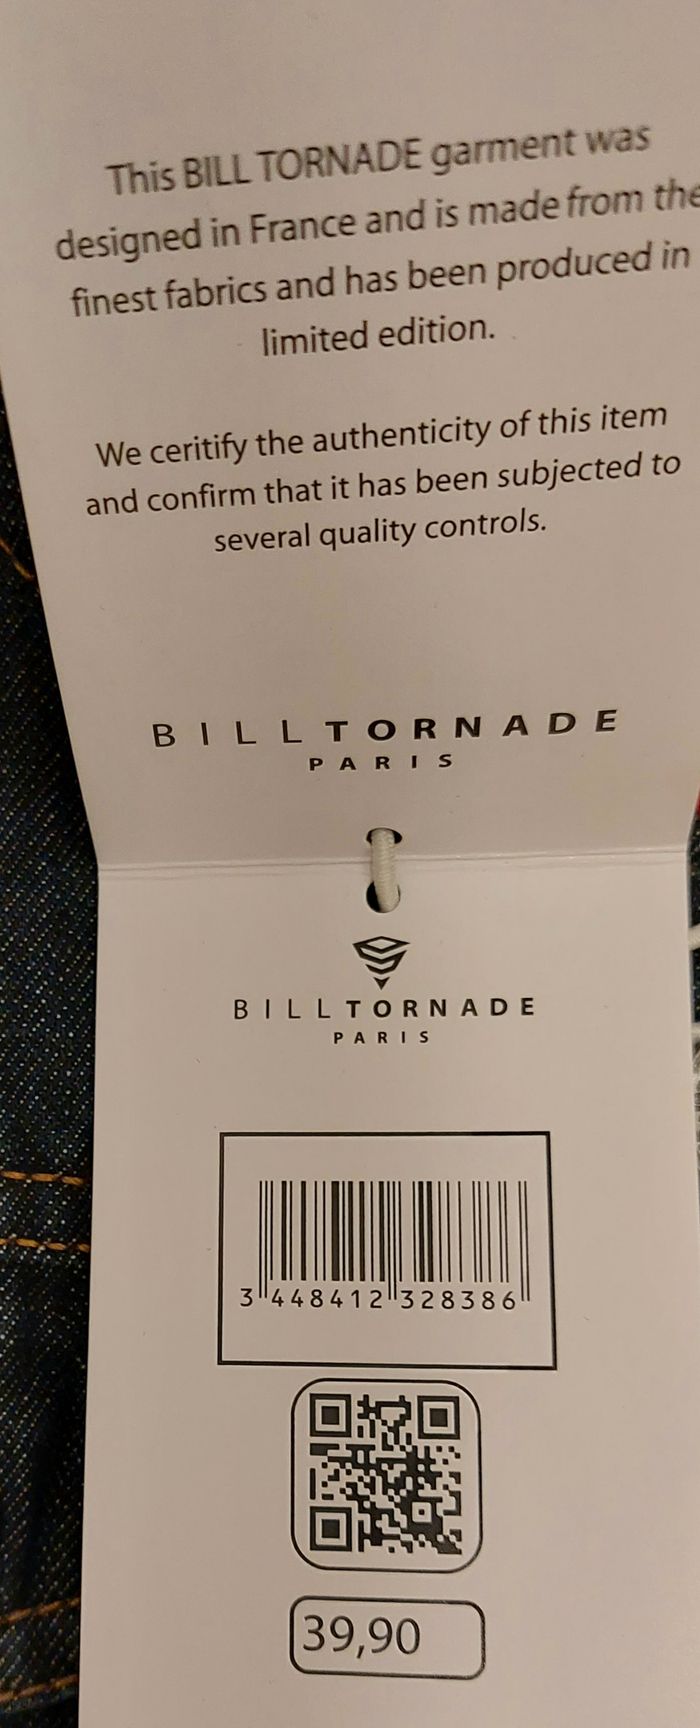 This BILL TORNADE garment was
designed in France and is made from the
finest fabrics and has been produced in
limited edition.
We ceritify the authenticity of this item
and confirm that it has been subjected to
several quality controls.
BILLTORNADE
PARIS
BILLTORNADE
PARIS
3 448412 328386
39,90